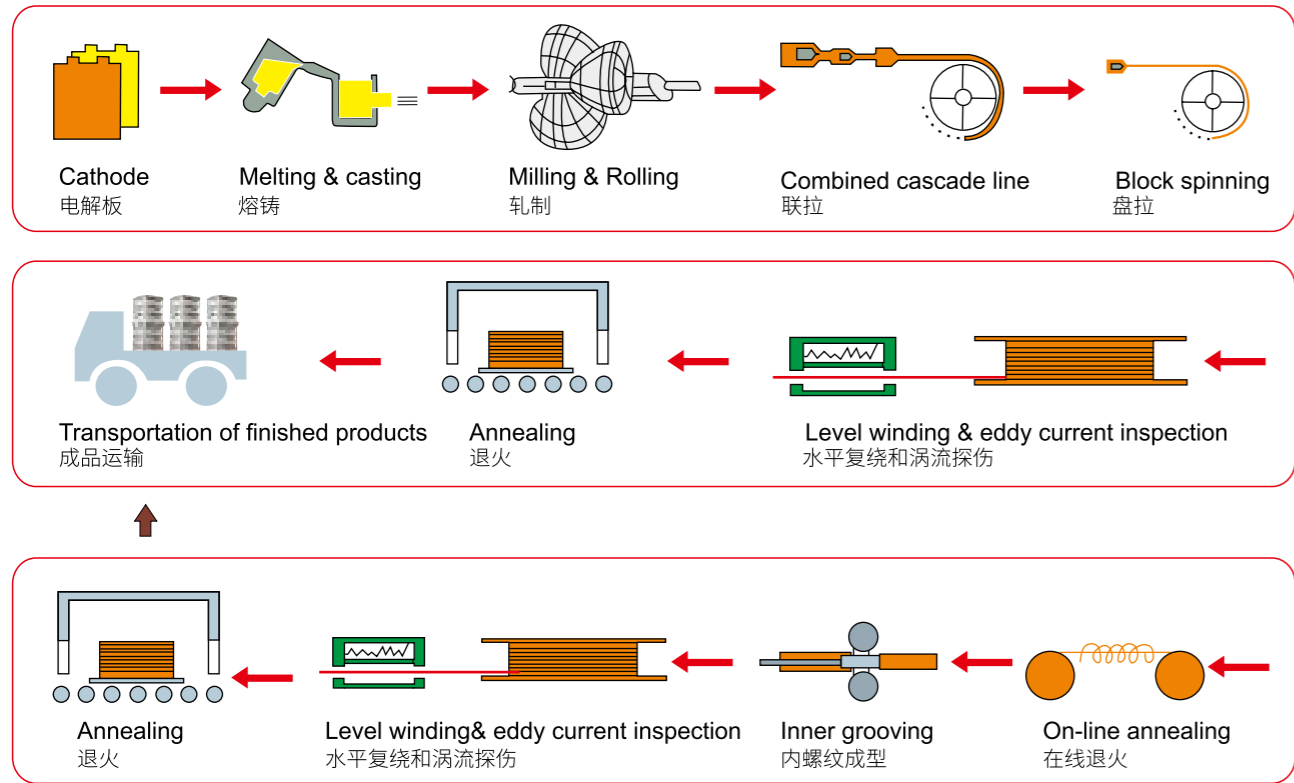 Cathode
电解板
Melting & casting
熔铸
Milling & Rolling
轧制
Combined cascade line
联拉
Block spinning
盘拉
Transportation of finished products
成品运输
Annealing
退火
Level winding & eddy current inspection
水平复绕和涡流探伤
Annealing
退火
Level winding& eddy current inspection
水平复绕和涡流探伤
Inner grooving
内螺纹成型
On-line annealing
在线退火